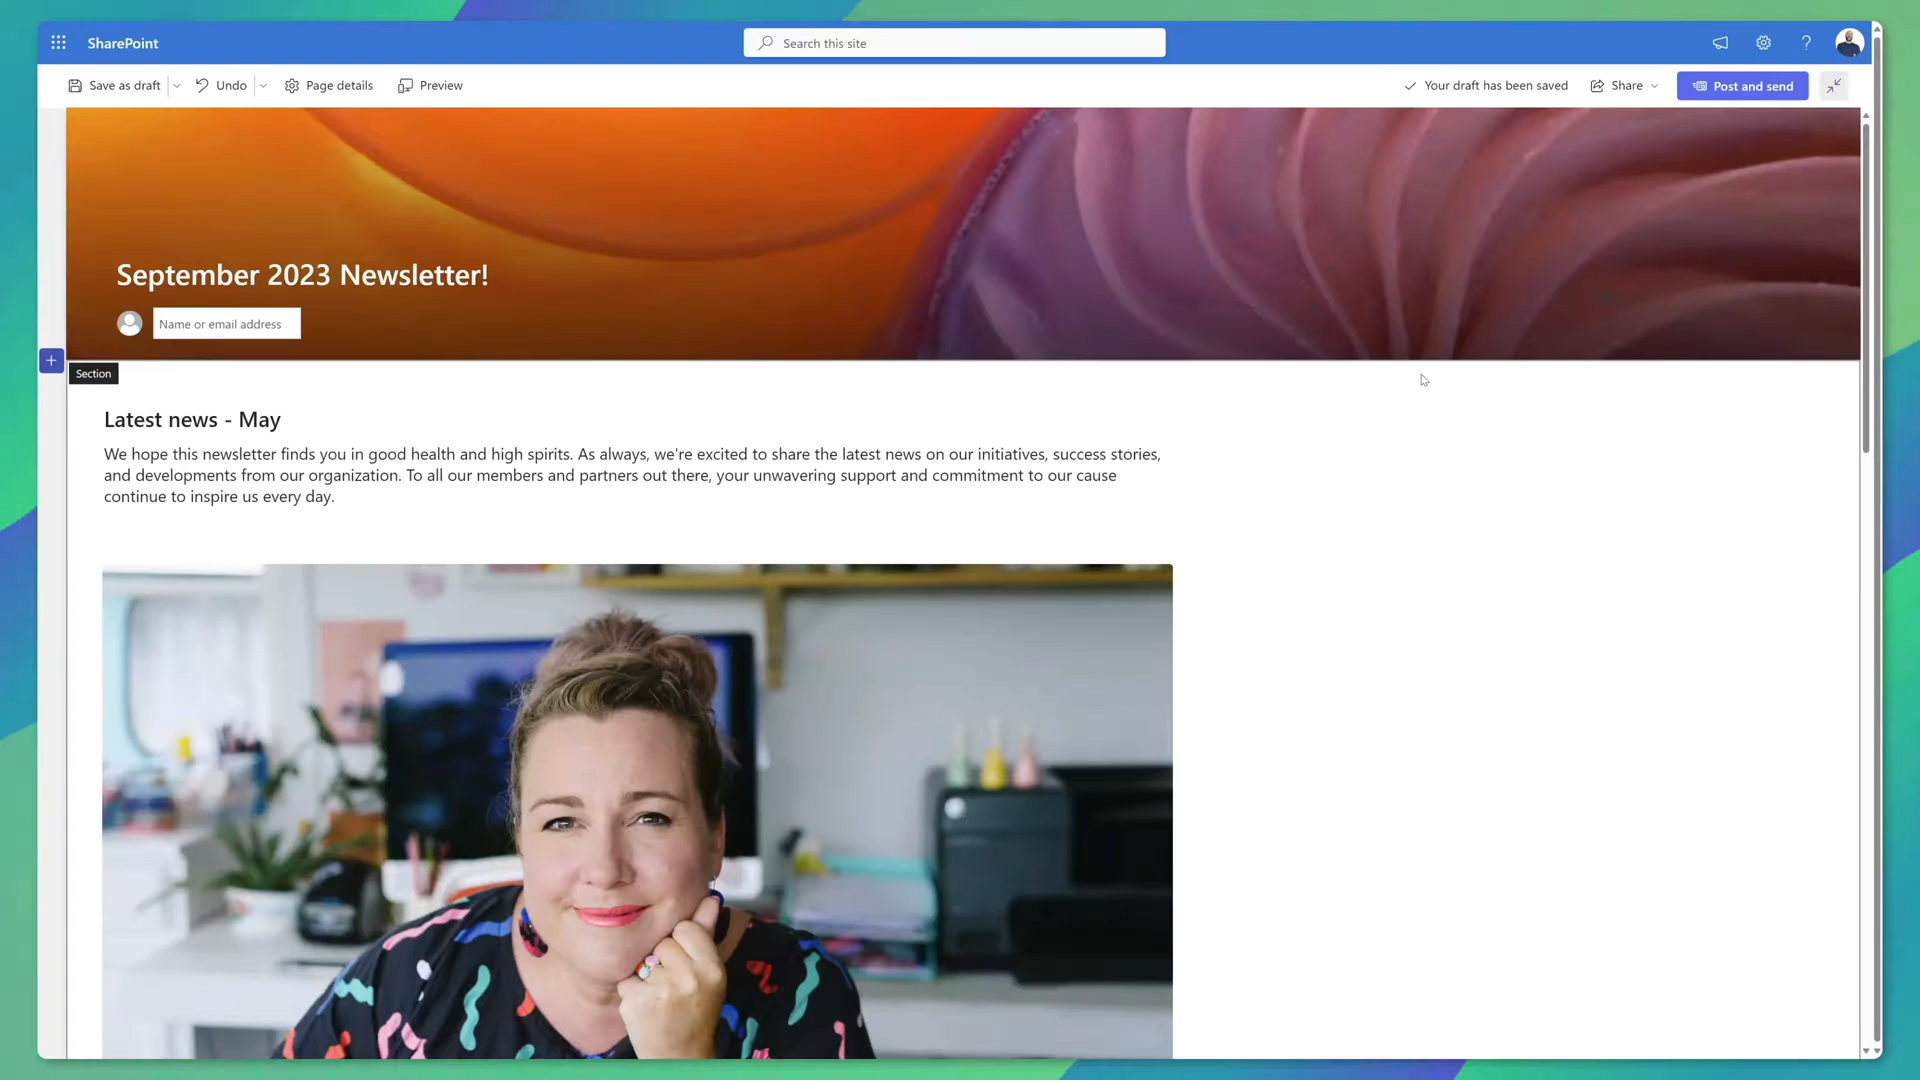 SharePoint
Search this site
Save as draft
Undo
Page details
Preview
Your draft has been saved
Share
Post and send
September 2023 Newsletter!
Name or email address
Section
Latest news - May
We hope this newsletter finds you in good health and high spirits. As always, we're excited to share the latest news on our initiatives, success stories,
and developments from our organization. To all our members and partners out there, your unwavering support and commitment to our cause
continue to inspire us every day.